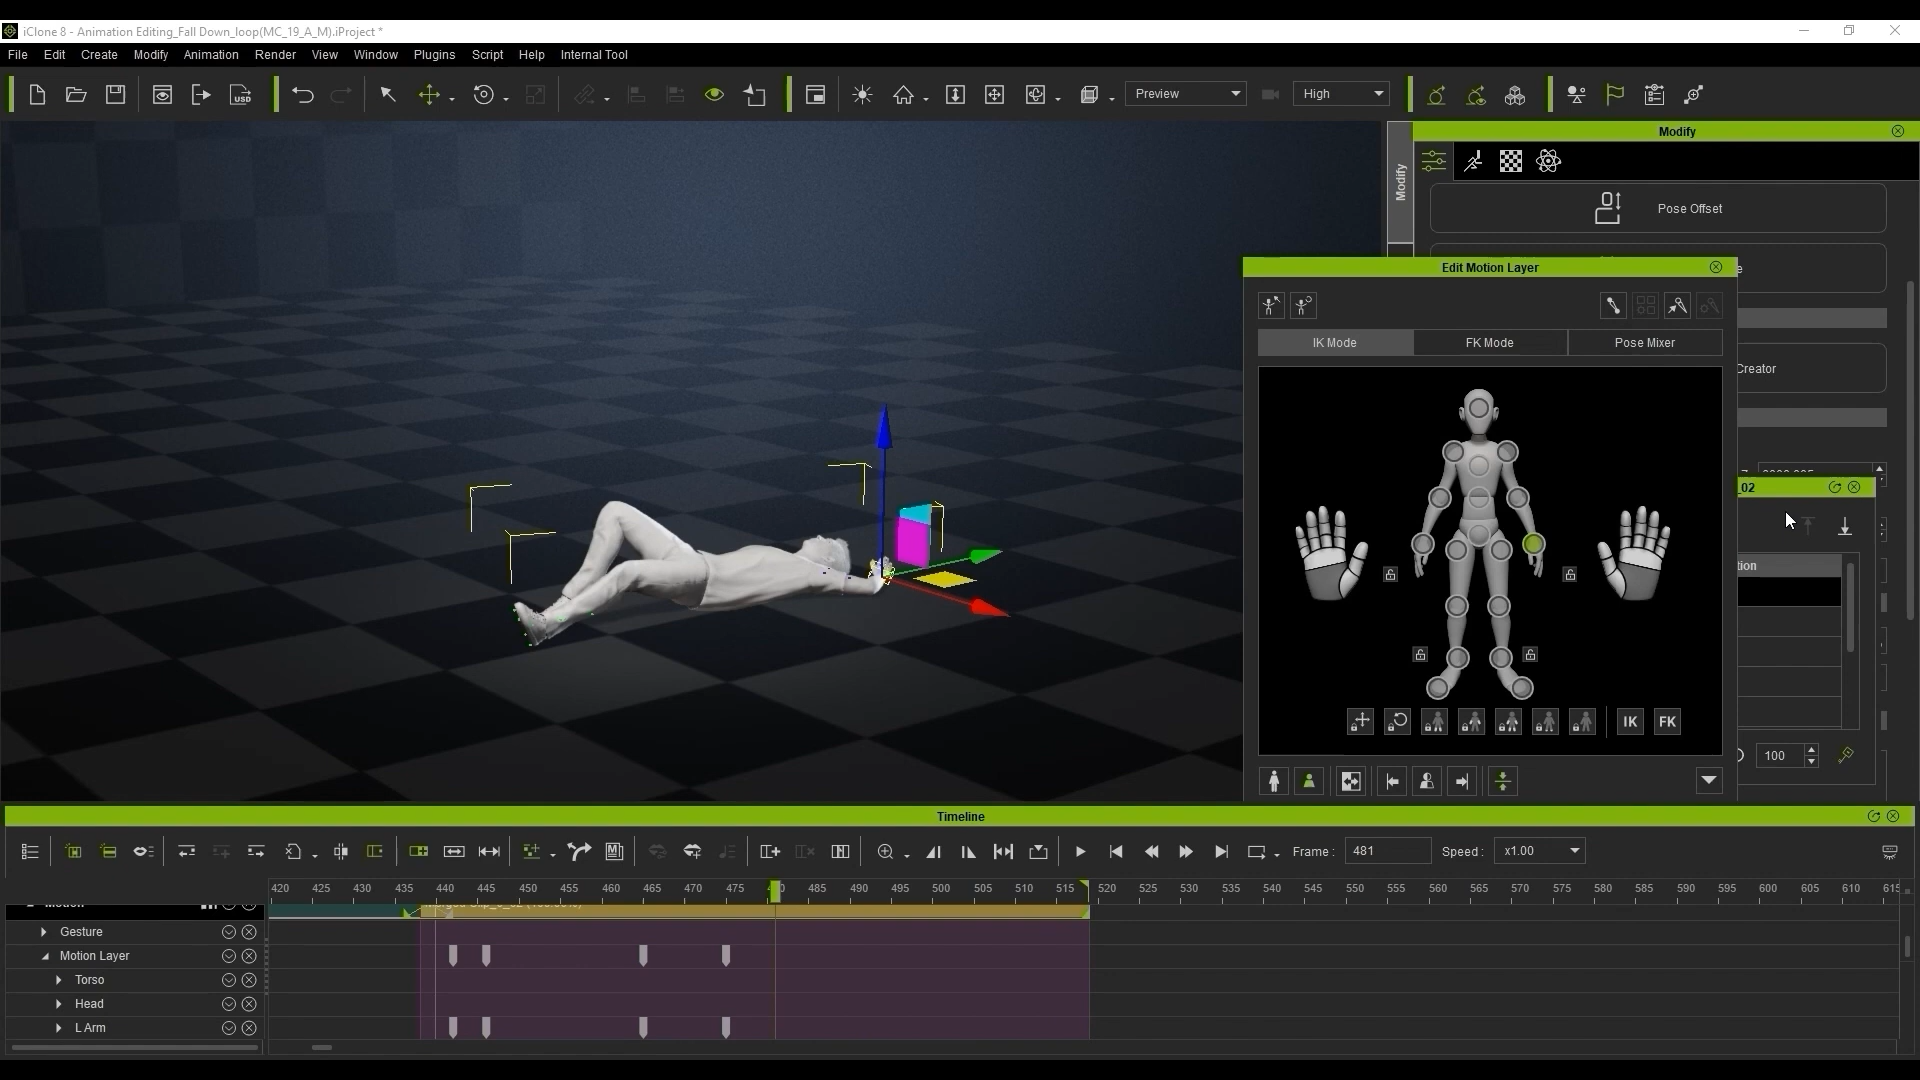 iClone 8 - Animation Editing_Fall Down_loop(MC_19_A_M).iProject *
File Edit Create Modify Animation Render View Window Plugins Script Help Internal Tool
USD
Preview
High
Modify
Modify
Pose Offset
e
Edit Motion Layer
IK Mode
FK Mode
Pose Mixer
Creator
_02
tion
IK
FK
100
Timeline
Frame : 481
Speed : x1.00
420 425 430 435 440 445 450 455 460 465 470 475 485 490 495 500 505 510 515 520 525 530 535 540 545 550 555 560 565 570 575 580 585 590 595 600 605 610 615
Motion
Gesture
Motion Layer
Torso
Head
L Arm